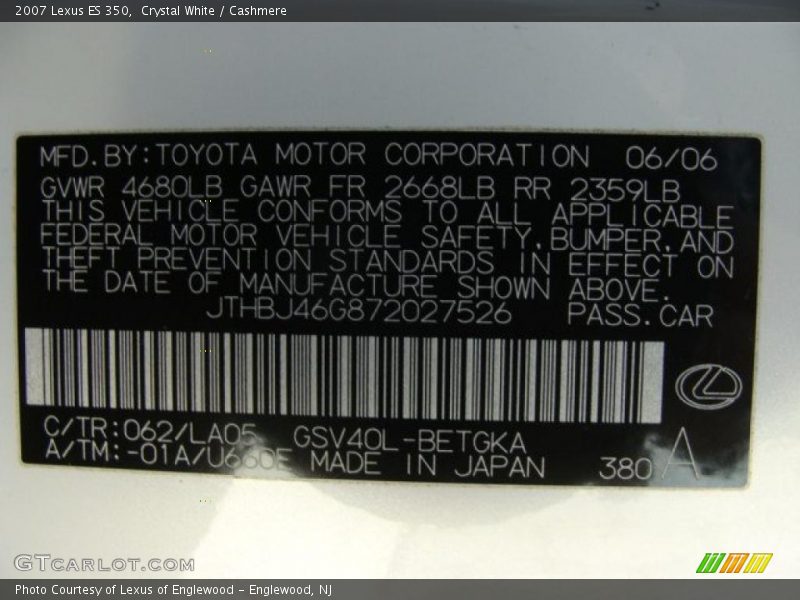 2007 Lexus ES 350,  Crystal White / Cashmere
MFD.BY:TOYOTA MOTOR CORPORATION 06/06
GVWR 4680LB GAWR FR 2668LB RR 2359LB
THIS VEHICLE CONFORMS TO ALL APPLICABLE
FEDERAL MOTOR VEHICLE SAFETY,BUMPER,AND
THEFT PREVENTION STANDARDS IN EFFECT ON
THE DATE OF MANUFACTURE SHOWN ABOVE.
JTHBJ46G872027526 PASS.CAR
C/TR:062/LA05 GSV40L-BETGKA
A/TM:-01A/U660E MADE IN JAPAN 380 A
GTCARLOT.COM
Photo Courtesy of Lexus of Englewood - Englewood, NJ